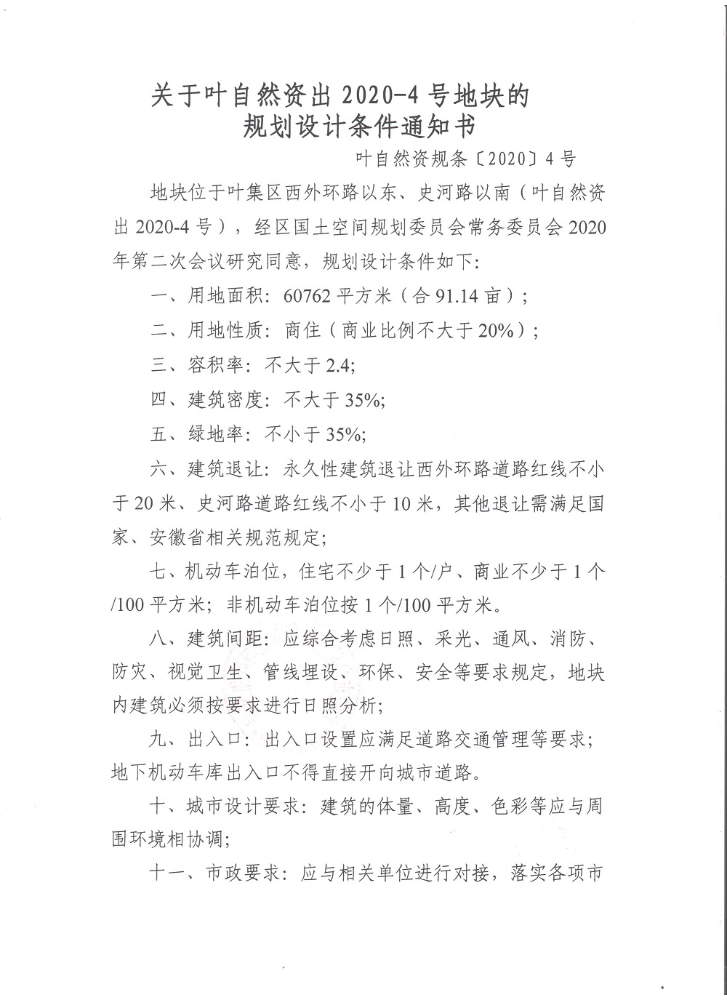 关于叶自然资出 2020-4 号地块的
规划设计条件通知书
叶自然资规条〔2020〕4 号
地块位于叶集区西外环路以东、史河路以南（叶自然资
出 2020-4 号），经区国土空间规划委员会常务委员会 2020
年第二次会议研究同意，规划设计条件如下：
一、用地面积：60762 平方米（合 91.14 亩）;
二、用地性质：商住（商业比例不大于 20%）;
三、容积率：不大于 2.4;
四、建筑密度：不大于 35%;
五、绿地率：不小于 35%;
六、建筑退让：永久性建筑退让西外环路道路红线不小
于 20 米、史河路道路红线不小于 10 米，其他退让需满足国
家、安徽省相关规范规定;
七、机动车泊位，住宅不少于 1 个/户、商业不少于 1 个
/100 平方米；非机动车泊位按 1 个/100 平方米。
八、建筑间距：应综合考虑日照、采光、通风、消防、
防灾、视觉卫生、管线埋设、环保、安全等要求规定，地块
内建筑必须按要求进行日照分析;
九、出入口：出入口设置应满足道路交通管理等要求；
地下机动车库出入口不得直接开向城市道路。
十、城市设计要求：建筑的体量、高度、色彩等应与周
围环境相协调;
十一、市政要求：应与相关单位进行对接，落实各项市